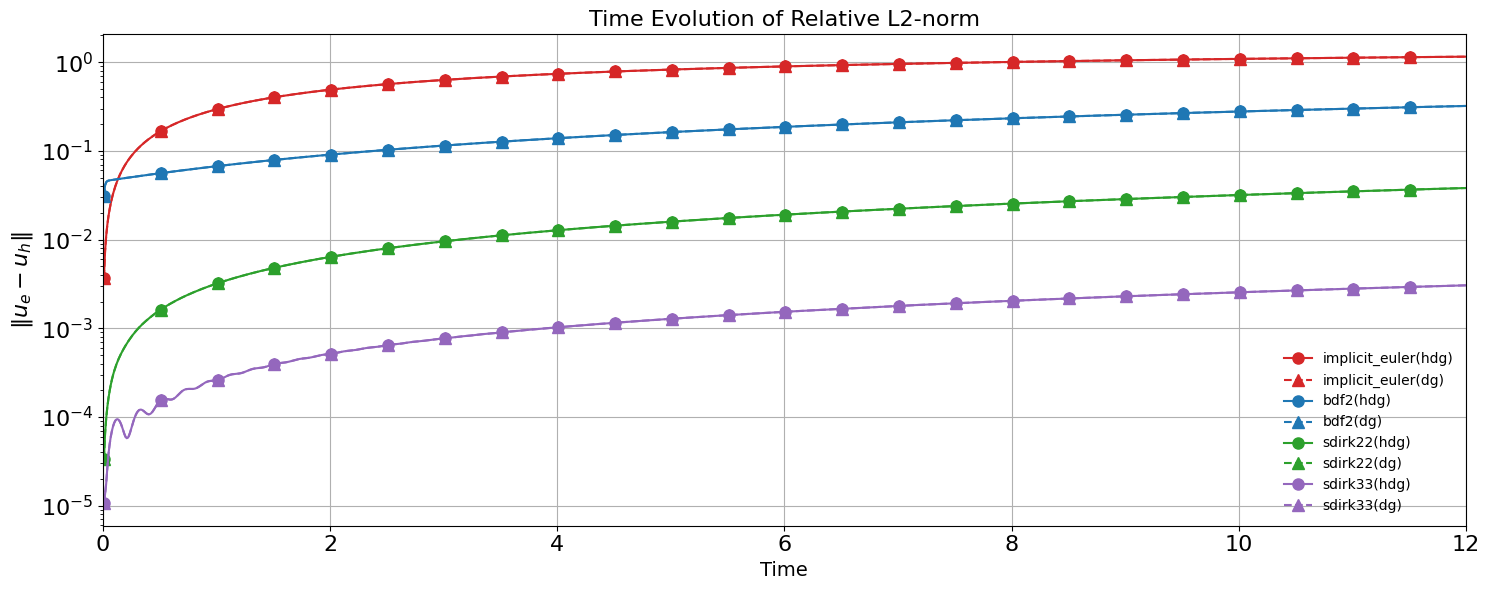 Time Evolution of Relative L2-norm
10⁰
10⁻¹
10⁻²
10⁻³
10⁻⁴
10⁻⁵
‖u_e − u_h‖
implicit_euler(hdg)
implicit_euler(dg)
bdf2(hdg)
bdf2(dg)
sdirk22(hdg)
sdirk22(dg)
sdirk33(hdg)
sdirk33(dg)
0 2 4 6 8 10 12
Time